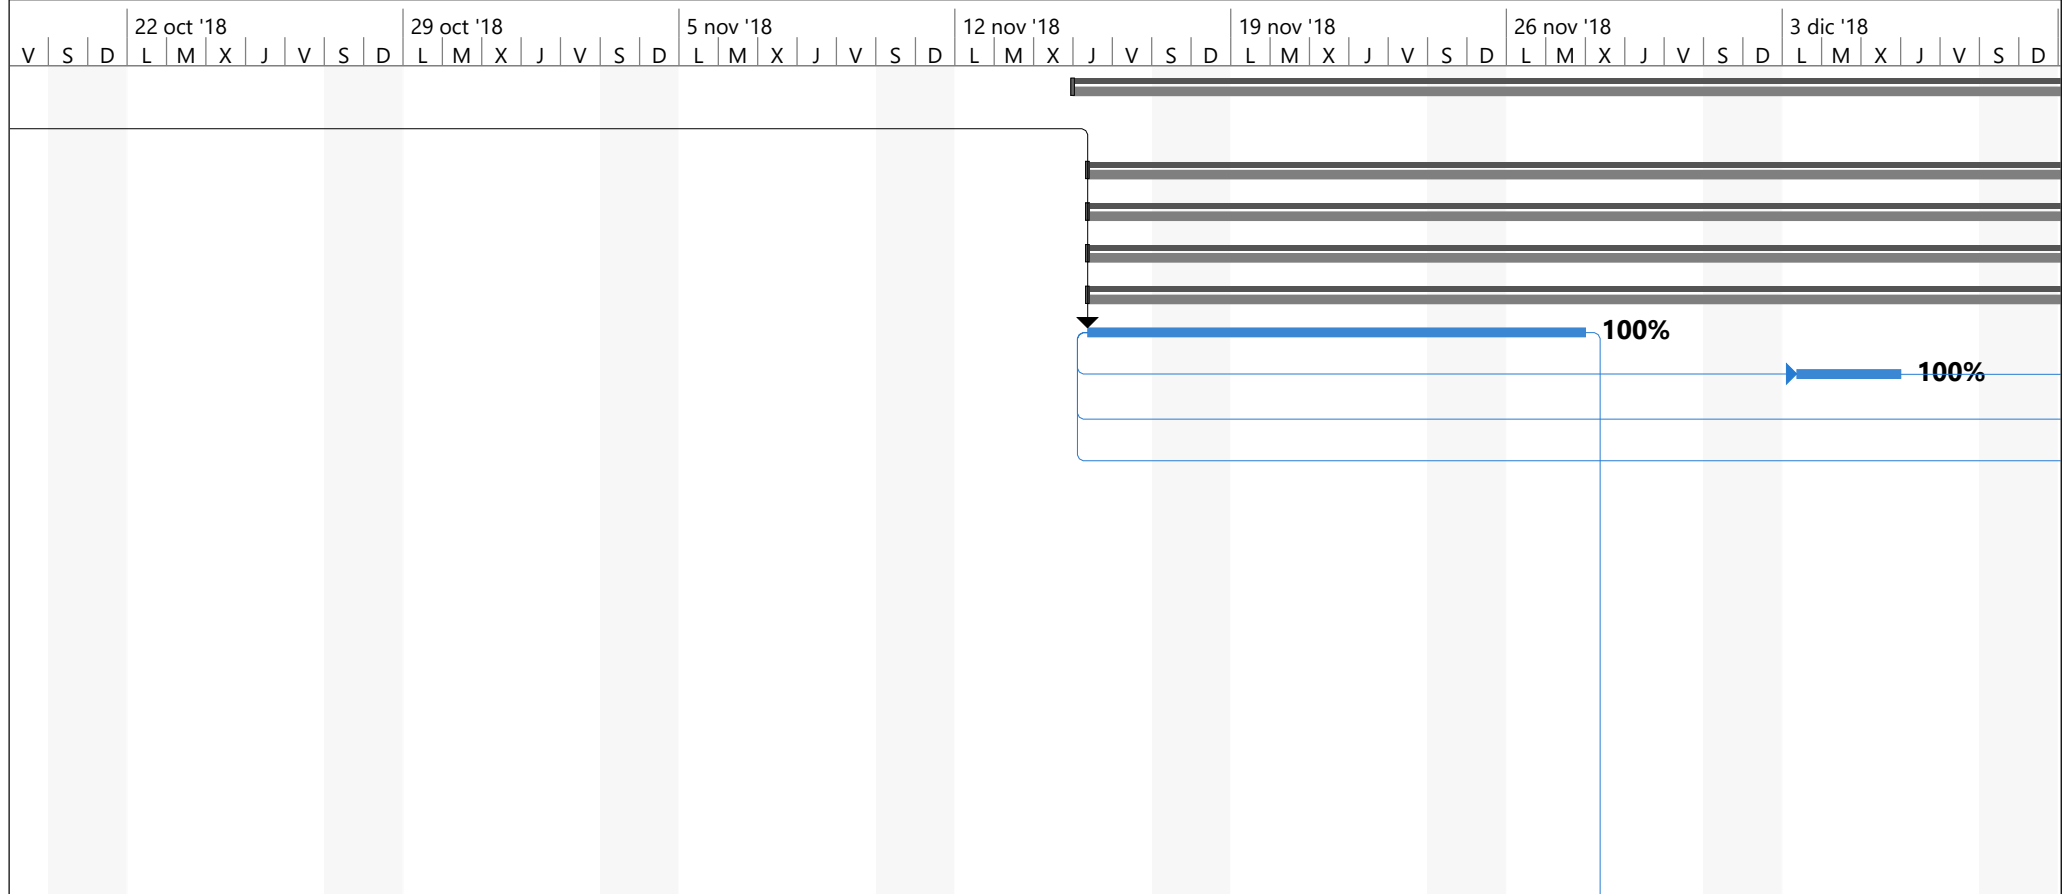 22 oct '18 29 oct '18 5 nov '18 12 nov '18 19 nov '18 26 nov '18 3 dic '18
V S D L M X J V S D L M X J V S D L M X J V S D L M X J V S D L M X J V S D L M X J V S D L M X J V S D
100%
100%